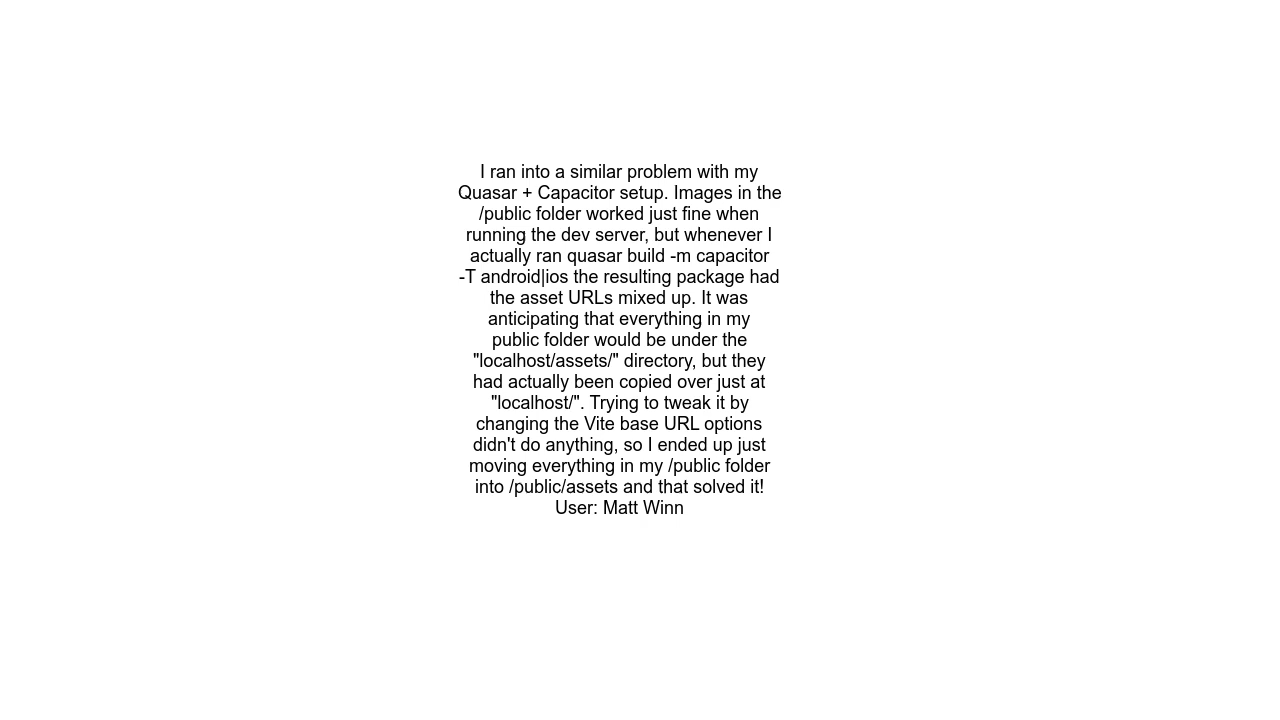 I ran into a similar problem with my
Quasar + Capacitor setup. Images in the
/public folder worked just fine when
running the dev server, but whenever I
actually ran quasar build -m capacitor
-T android|ios the resulting package had
the asset URLs mixed up. It was
anticipating that everything in my
public folder would be under the
"localhost/assets/" directory, but they
had actually been copied over just at
"localhost/". Trying to tweak it by
changing the Vite base URL options
didn't do anything, so I ended up just
moving everything in my /public folder
into /public/assets and that solved it!
User: Matt Winn